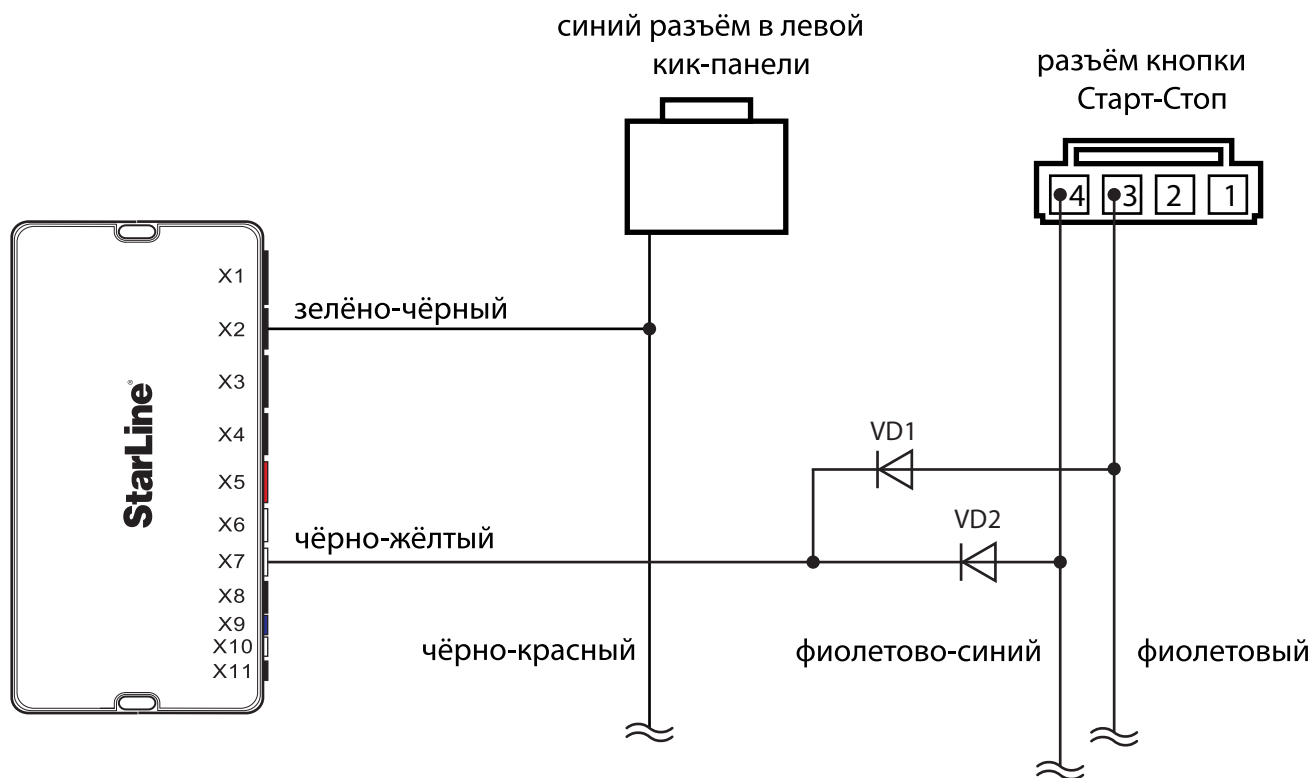 синий разъём в левой
кик-панели
разъём кнопки
Старт-Стоп
4 3 2 1
X1
зелёно-чёрный
X2
X3
StarLine®
X4
VD1
X5
VD2
X6
чёрно-жёлтый
X7
X8
X9
X10
X11
чёрно-красный
фиолетово-синий
фиолетовый